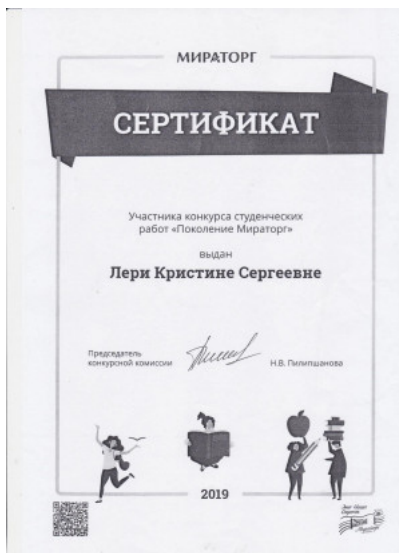 МИРАТОРГ
СЕРТИФИКАТ
Участника конкурса студенческих
работ «Поколение Мираторг»
выдан
Лери Кристине Сергеевне
Председатель
конкурсной комиссии
Н.В. Пилипшанова
2019